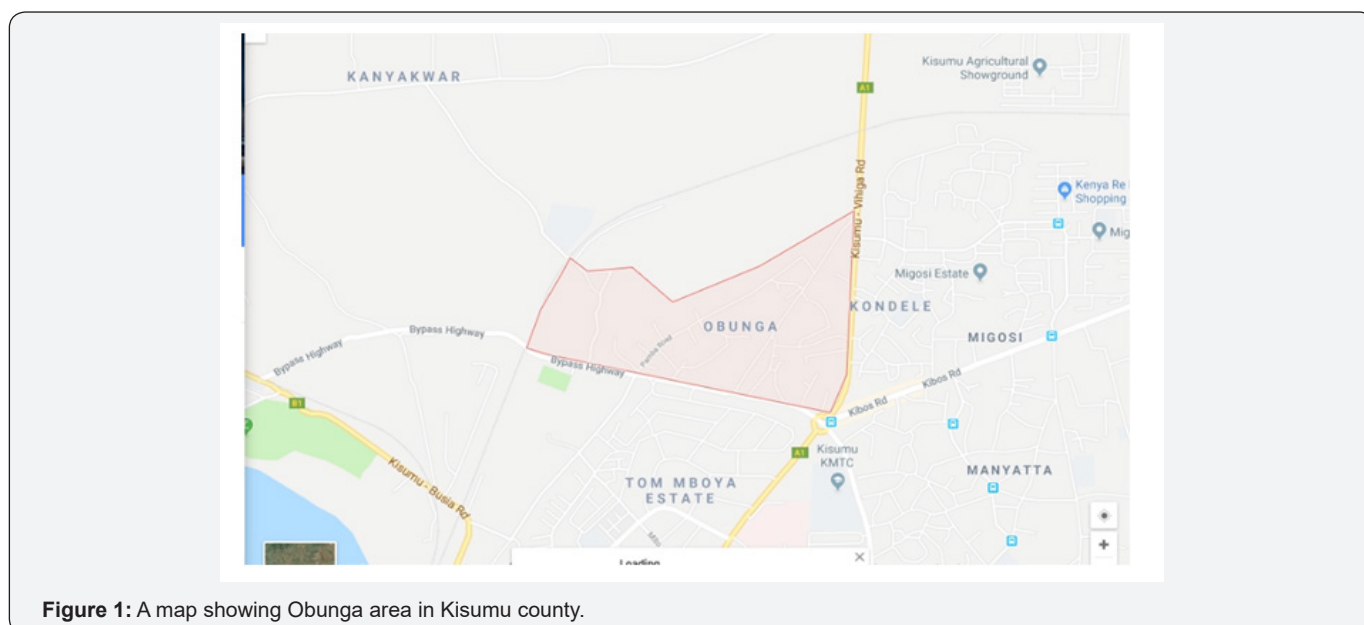 Kisumu Agricultural
Showground
KANYAKWAR
A1
Kisumu - Vihiga Rd
Kenya Re
Shopping
Mig
Migosi Estate
KONDELE
OBUNGA
MIGOSI
Bypass Highway
Bypass Highway
Bypass Highway
Kibos Rd
B1
A1
Kisumu
KMTC
MANYATTA
TOM MBOYA
ESTATE
Kisumu - Busia Rd
Loading
Figure 1: A map showing Obunga area in Kisumu county.